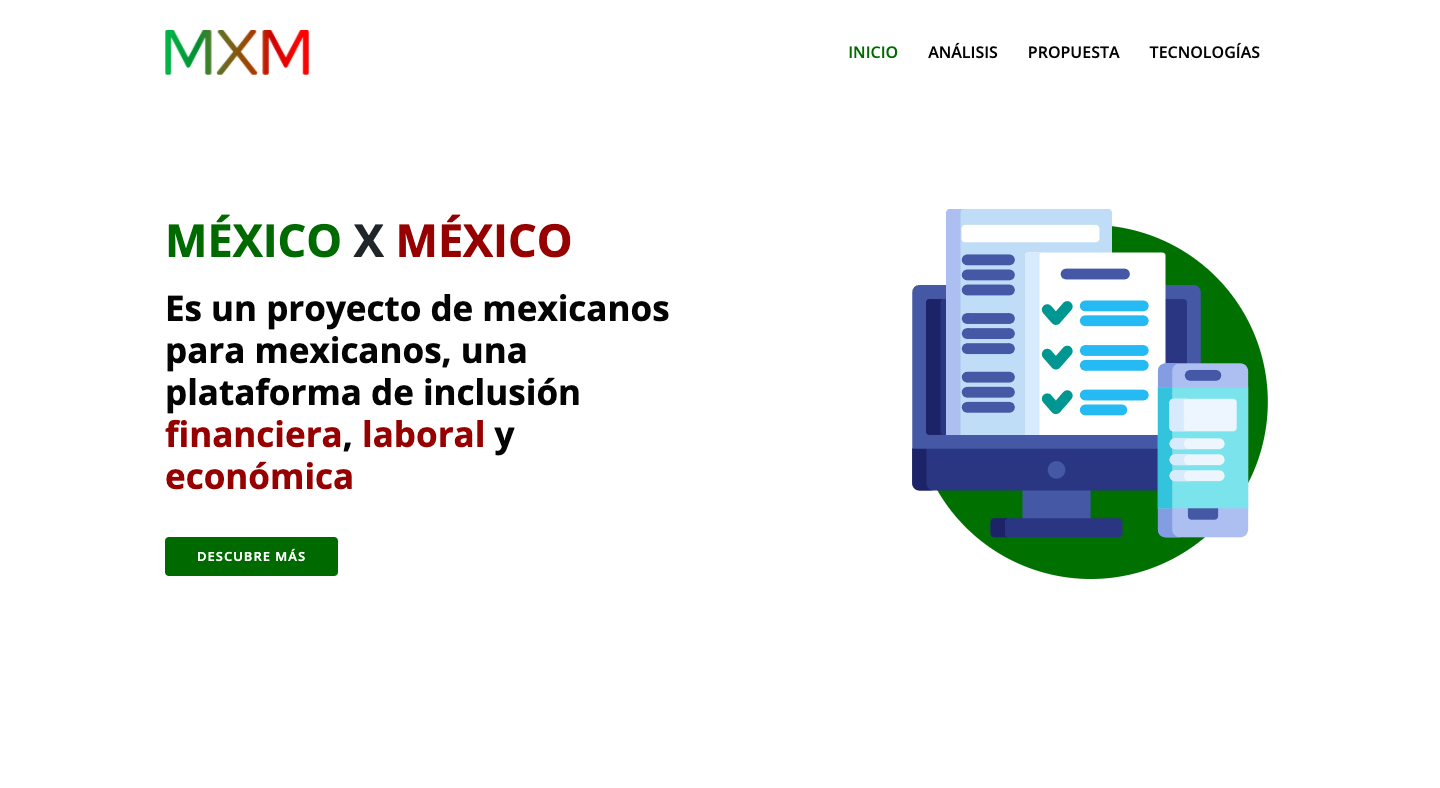 MXM
INICIO ANÁLISIS PROPUESTA TECNOLOGÍAS
MÉXICO X MÉXICO
Es un proyecto de mexicanos
para mexicanos, una
plataforma de inclusión
financiera, laboral y
económica
DESCUBRE MÁS